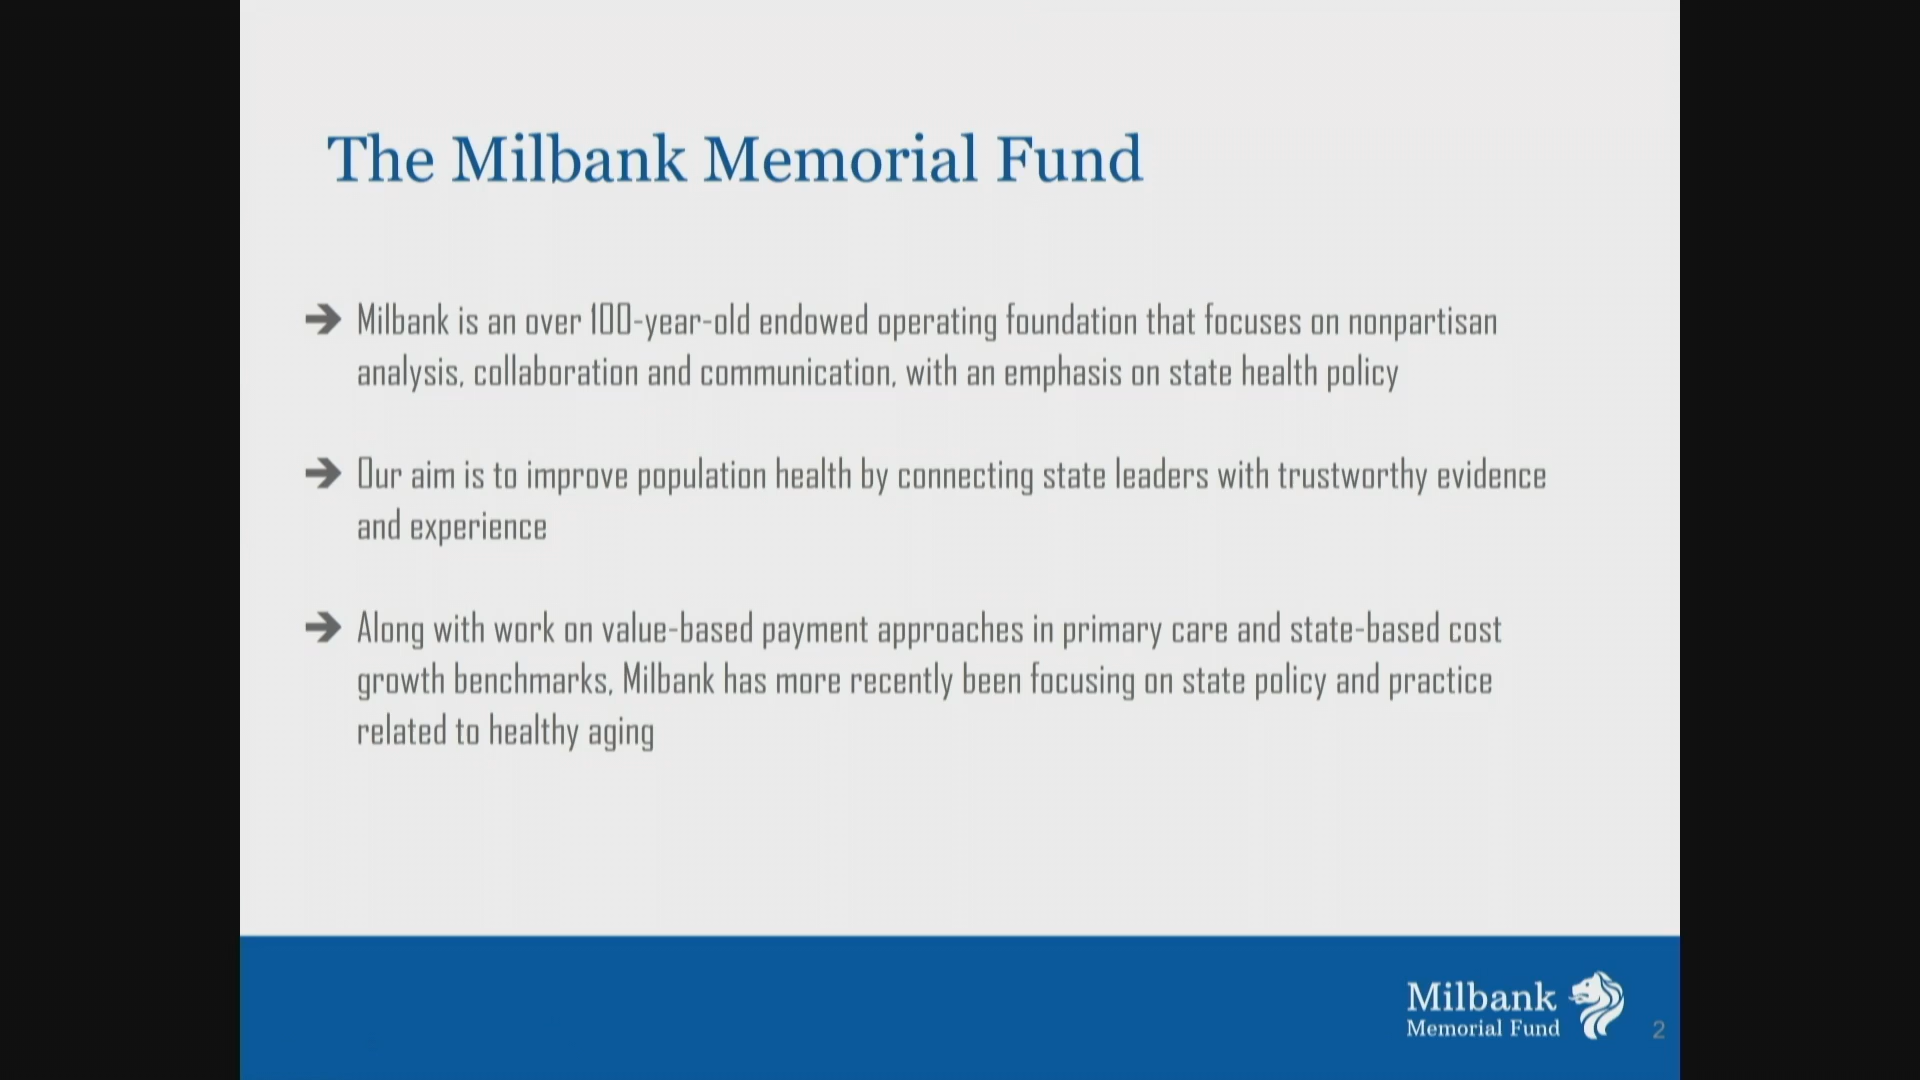 The Milbank Memorial Fund
➔ Milbank is an over 100-year-old endowed operating foundation that focuses on nonpartisan
analysis, collaboration and communication, with an emphasis on state health policy
➔ Our aim is to improve population health by connecting state leaders with trustworthy evidence
and experience
➔ Along with work on value-based payment approaches in primary care and state-based cost
growth benchmarks, Milbank has more recently been focusing on state policy and practice
related to healthy aging
Milbank
Memorial Fund
2